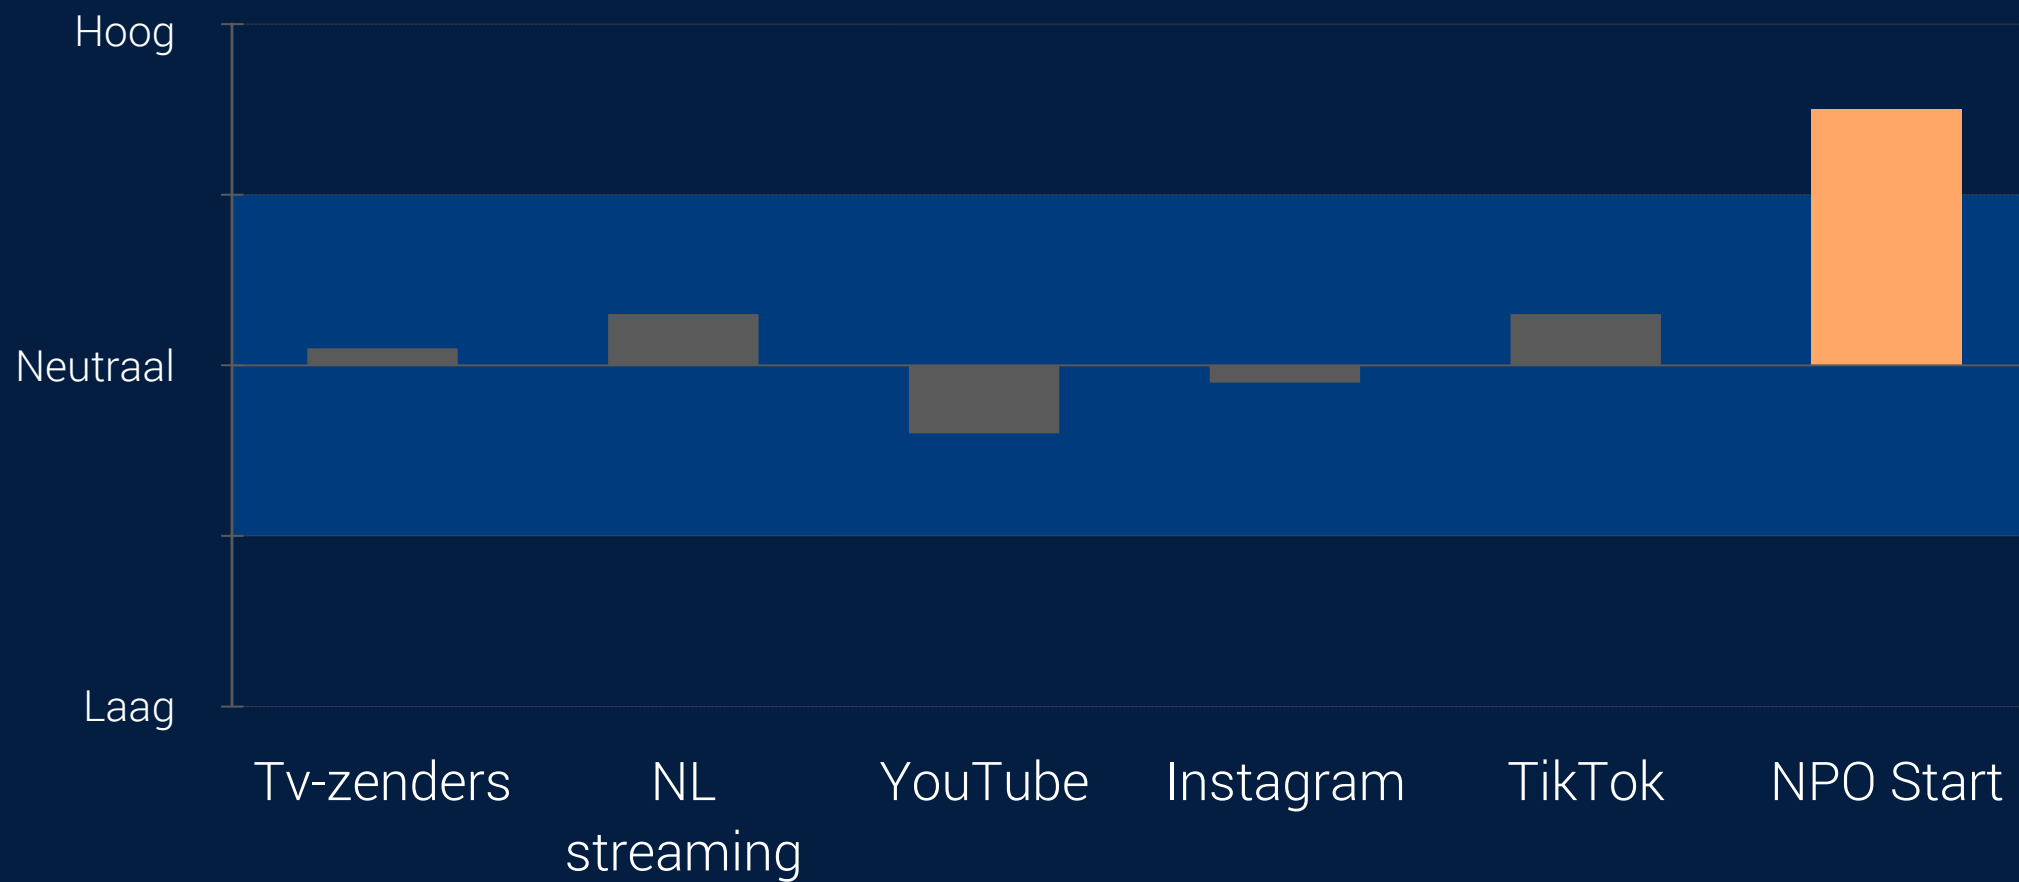 Hoog
Neutraal
Laag
Tv-zenders
NL
streaming
YouTube
Instagram
TikTok
NPO Start